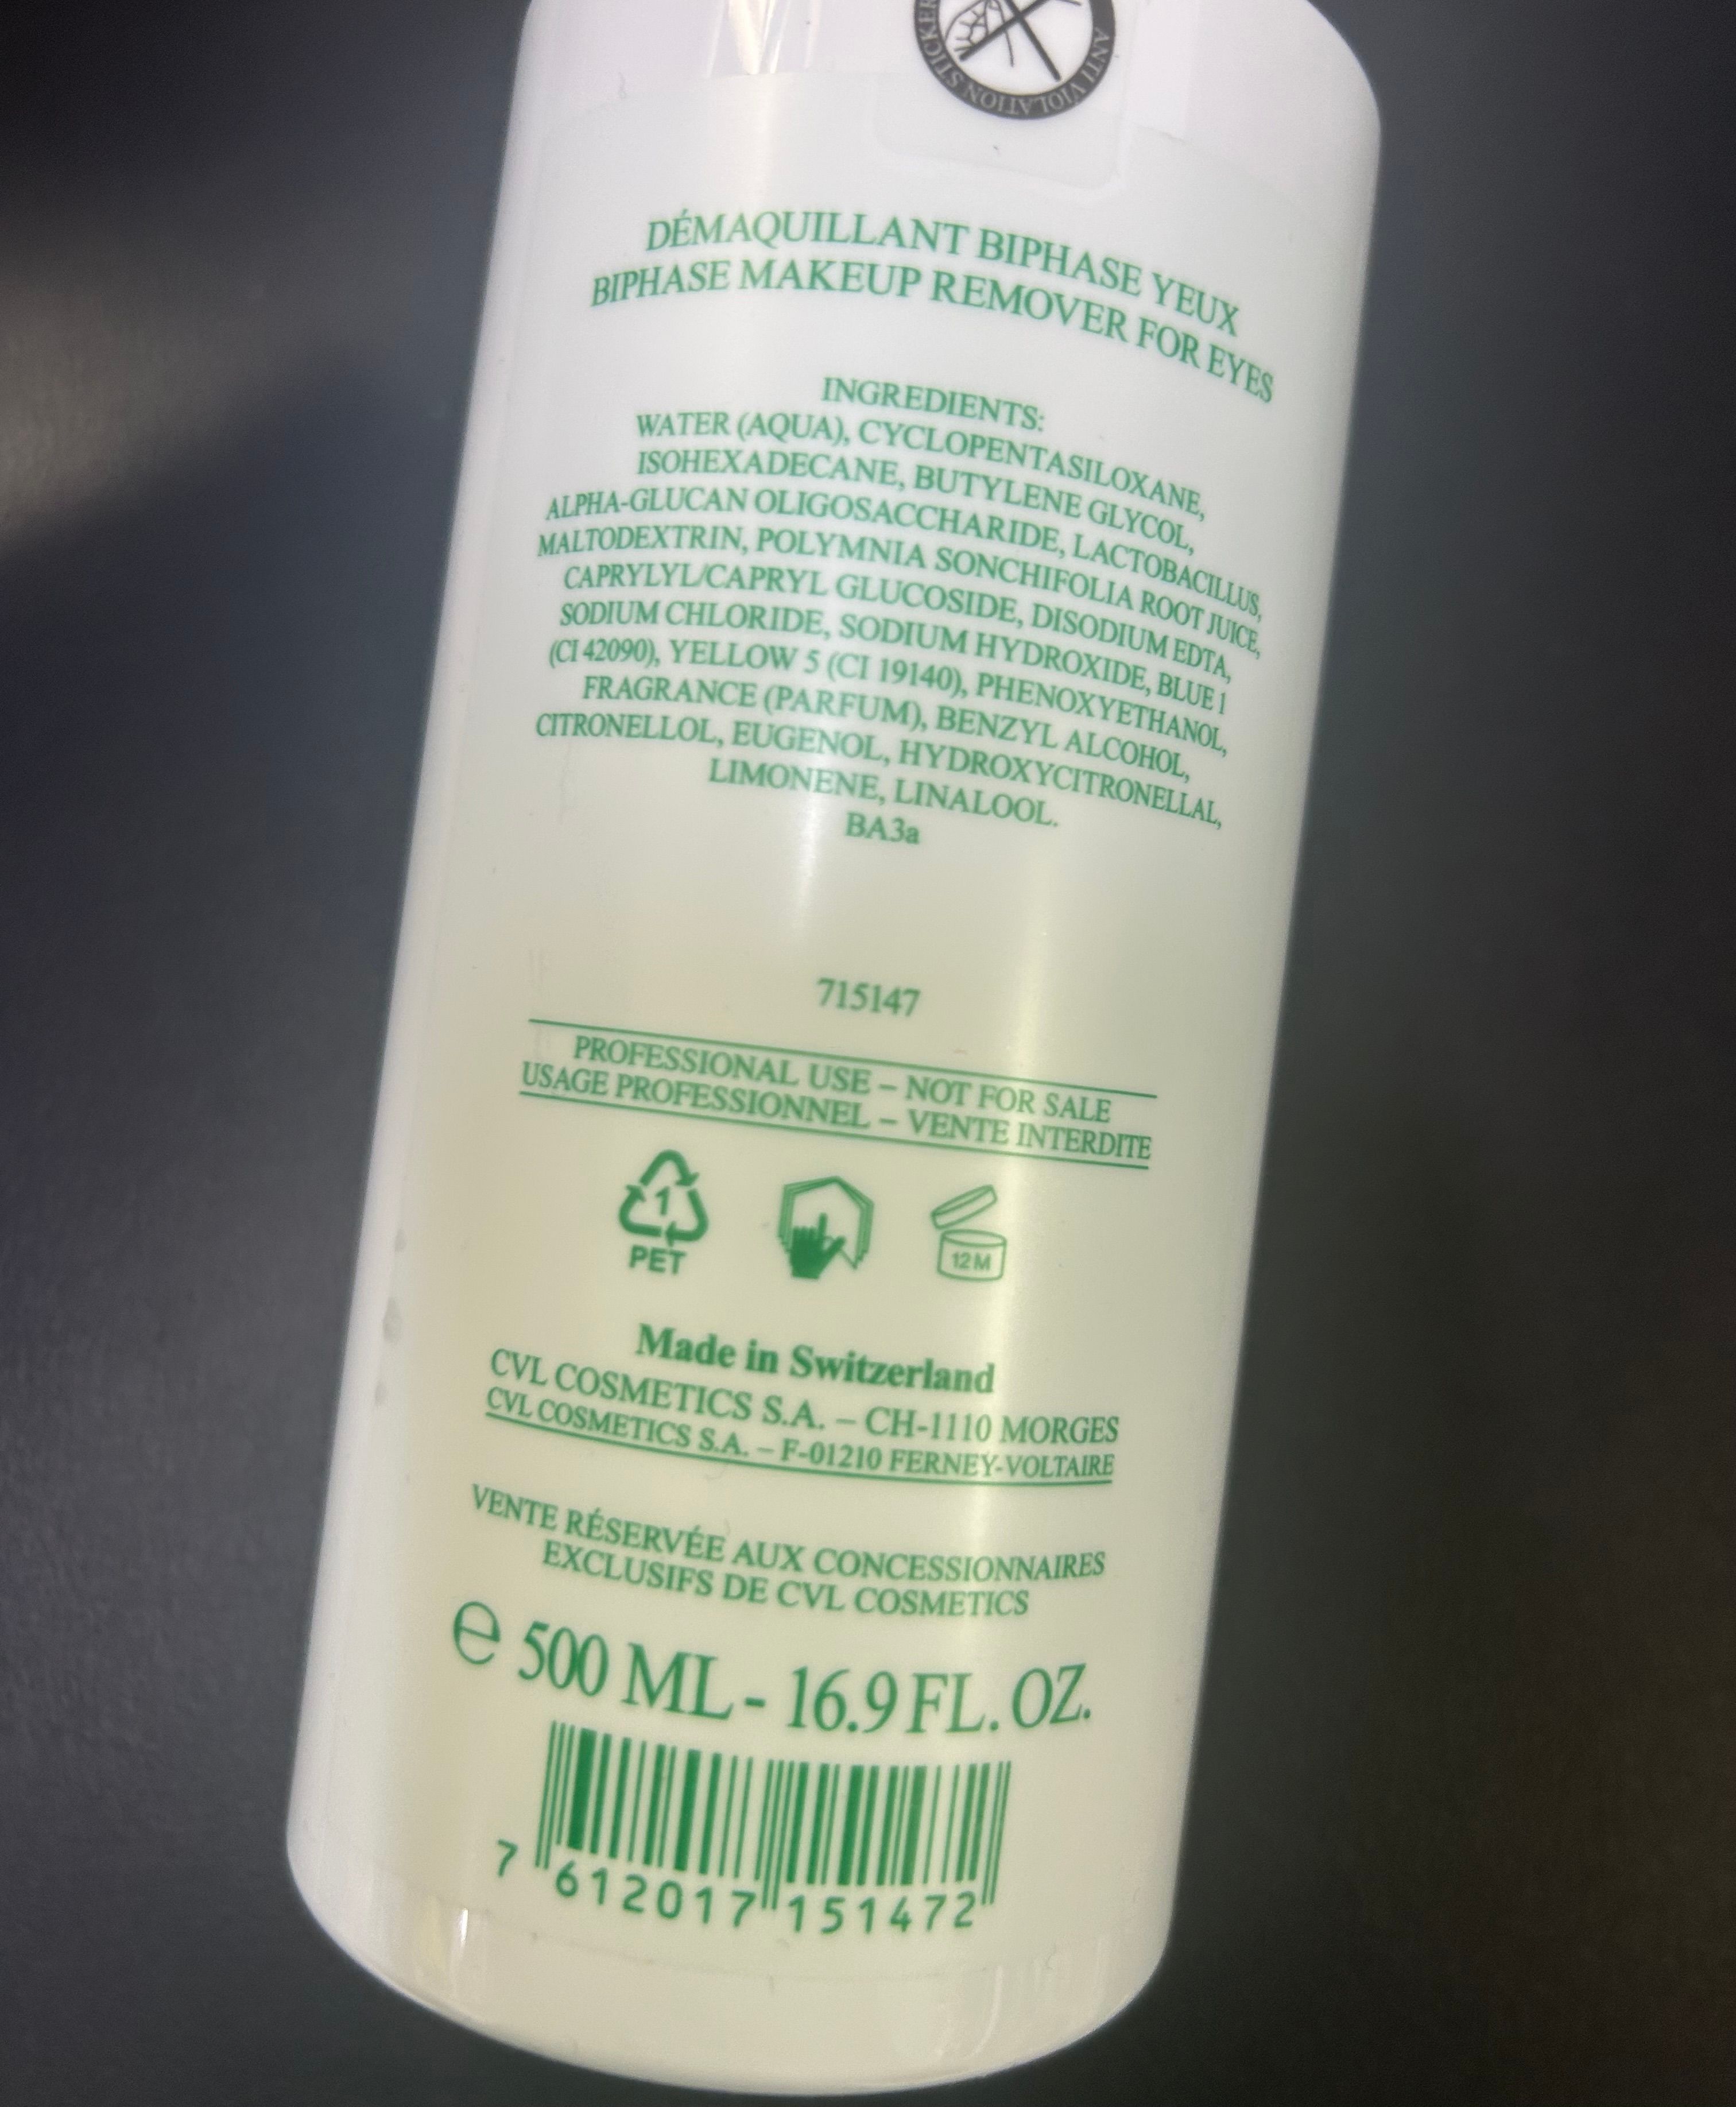 ANTI VIOLATION STICKER
DÉMAQUILLANT BIPHASE YEUX
BIPHASE MAKEUP REMOVER FOR EYES
INGREDIENTS:
WATER (AQUA), CYCLOPENTASILOXANE,
ISOHEXADECANE, BUTYLENE GLYCOL,
ALPHA-GLUCAN OLIGOSACCHARIDE, LACTOBACILLUS,
MALTODEXTRIN, POLYMNIA SONCHIFOLIA ROOT JUICE,
CAPRYLYL/CAPRYL GLUCOSIDE, DISODIUM EDTA,
SODIUM CHLORIDE, SODIUM HYDROXIDE, BLUE 1
(CI 42090), YELLOW 5 (CI 19140), PHENOXYETHANOL,
FRAGRANCE (PARFUM), BENZYL ALCOHOL,
CITRONELLOL, EUGENOL, HYDROXYCITRONELLAL,
LIMONENE, LINALOOL.
BA3a
715147
PROFESSIONAL USE – NOT FOR SALE
USAGE PROFESSIONNEL – VENTE INTERDITE
1
PET
12 M
Made in Switzerland
CVL COSMETICS S.A. – CH-1110 MORGES
CVL COSMETICS S.A. – F-01210 FERNEY-VOLTAIRE
VENTE RÉSERVÉE AUX CONCESSIONNAIRES
EXCLUSIFS DE CVL COSMETICS
℮ 500 ML - 16.9 FL. OZ.
7 612017 151472